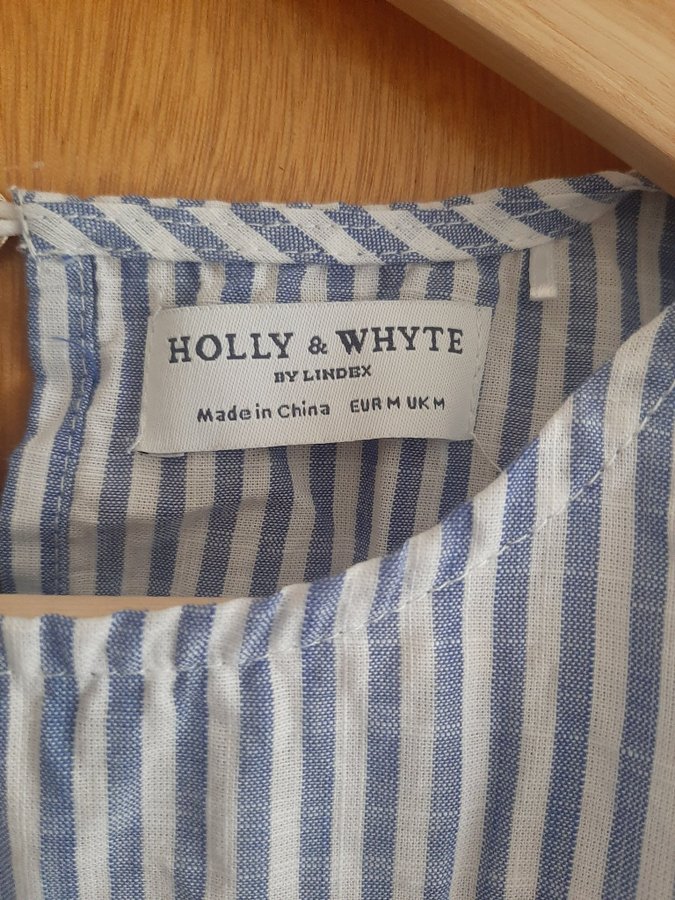 HOLLY & WHYTE
BY LINDEX
Made in China EUR M UK M